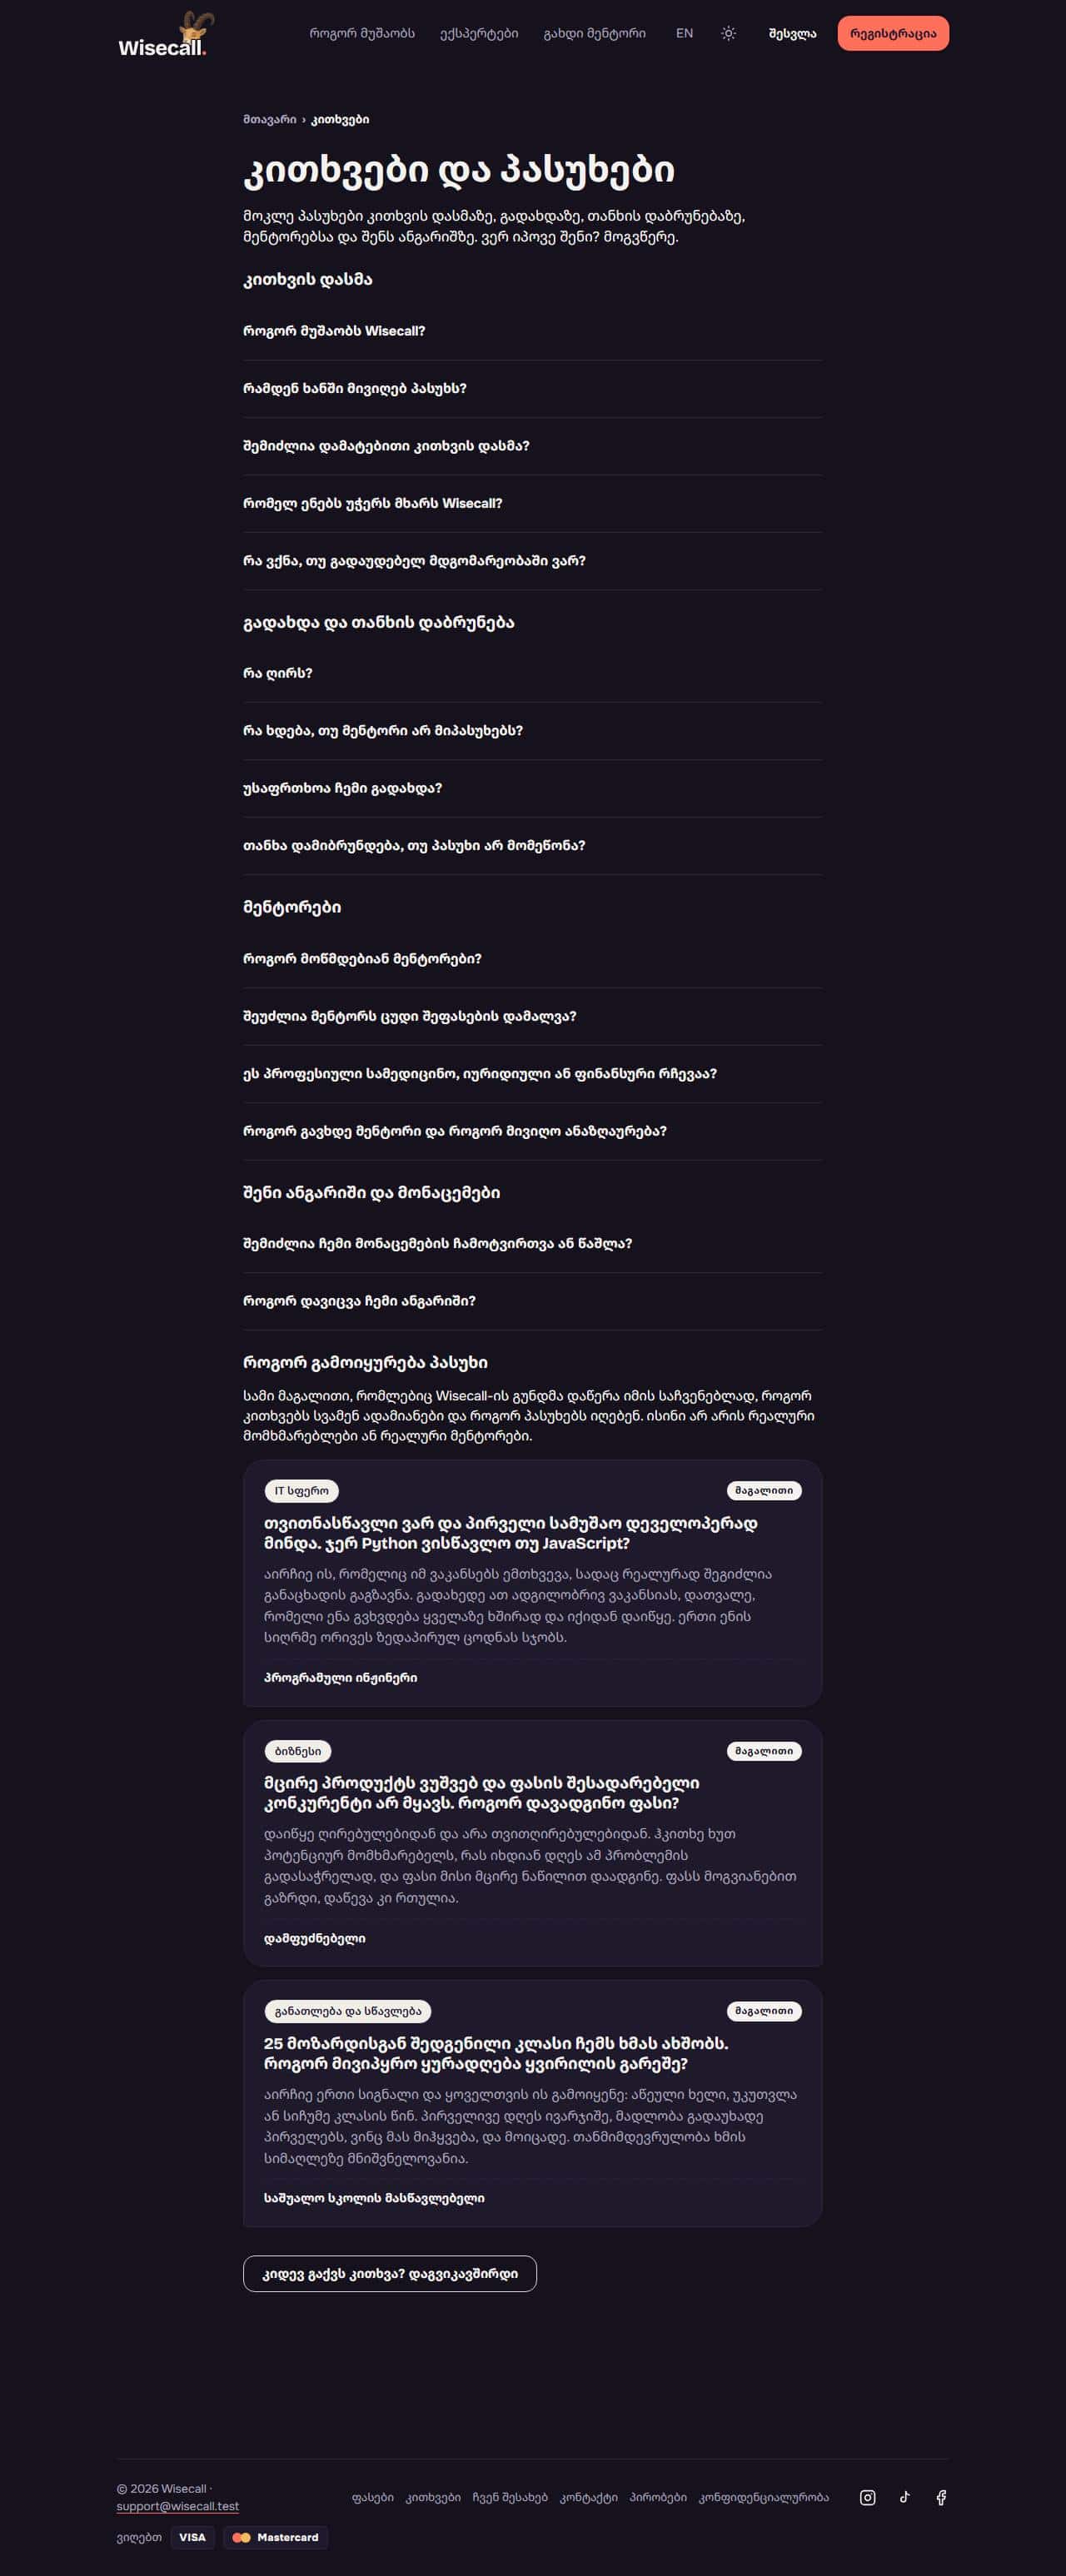 Wisecall.
როგორ მუშაობს
ექსპერტები
გახდი მენტორი
EN
შესვლა
რეგისტრაცია
მთავარი › კითხვები
კითხვები და პასუხები
მოკლე პასუხები კითხვის დასმაზე, გადახდაზე, თანხის დაბრუნებაზე,
მენტორებსა და შენს ანგარიშზე. ვერ იპოვე შენი? მოგვწერე.
კითხვის დასმა
როგორ მუშაობს Wisecall?
რამდენ ხანში მივიღებ პასუხს?
შემიძლია დამატებითი კითხვის დასმა?
რომელ ენებს უჭერს მხარს Wisecall?
რა ვქნა, თუ გადაუდებელ მდგომარეობაში ვარ?
გადახდა და თანხის დაბრუნება
რა ღირს?
რა ხდება, თუ მენტორი არ მიპასუხებს?
უსაფრთხოა ჩემი გადახდა?
თანხა დამიბრუნდება, თუ პასუხი არ მომეწონა?
მენტორები
როგორ მოწმდებიან მენტორები?
შეუძლია მენტორს ცუდი შეფასების დამალვა?
ეს პროფესიული სამედიცინო, იურიდიული ან ფინანსური რჩევაა?
როგორ გავხდე მენტორი და როგორ მივიღო ანაზღაურება?
შენი ანგარიში და მონაცემები
შემიძლია ჩემი მონაცემების ჩამოტვირთვა ან წაშლა?
როგორ დავიცვა ჩემი ანგარიში?
როგორ გამოიყურება პასუხი
სამი მაგალითი, რომლებიც Wisecall-ის გუნდმა დაწერა იმის საჩვენებლად, როგორ
კითხვებს სვამენ ადამიანები და როგორ პასუხებს იღებენ. ისინი არ არის რეალური
მომხმარებლები ან რეალური მენტორები.
IT სფერო
მაგალითი
თვითნასწავლი ვარ და პირველი სამუშაო დეველოპერად
მინდა. ჯერ Python ვისწავლო თუ JavaScript?
აირჩიე ის, რომელიც იმ ვაკანსებს ემთხვევა, სადაც რეალურად შეგიძლია
განაცხადის გაგზავნა. გადახედე ათ ადგილობრივ ვაკანსიას, დათვალე,
რომელი ენა გვხვდება ყველაზე ხშირად და იქიდან დაიწყე. ერთი ენის
სიღრმე ორივეს ზედაპირულ ცოდნას სჯობს.
პროგრამული ინჟინერი
ბიზნესი
მაგალითი
მცირე პროდუქტს ვუშვებ და ფასის შესადარებელი
კონკურენტი არ მყავს. როგორ დავადგინო ფასი?
დაიწყე ღირებულებიდან და არა თვითღირებულებიდან. ჰკითხე ხუთ
პოტენციურ მომხმარებელს, რას იხდიან დღეს ამ პრობლემის
გადასაჭრელად, და ფასი მისი მცირე ნაწილით დაადგინე. ფასს მოგვიანებით
გაზრდი, დაწევა კი რთულია.
დამფუძნებელი
განათლება და სწავლება
მაგალითი
25 მოზარდისგან შედგენილი კლასი ჩემს ხმას ახშობს.
როგორ მივიპყრო ყურადღება ყვირილის გარეშე?
აირჩიე ერთი სიგნალი და ყოველთვის ის გამოიყენე: აწეული ხელი, უკუთვლა
ან სიჩუმე კლასის წინ. პირველივე დღეს ივარჯიშე, მადლობა გადაუხადე
პირველებს, ვინც მას მიჰყვება, და მოიცადე. თანმიმდევრულობა ხმის
სიმაღლეზე მნიშვნელოვანია.
საშუალო სკოლის მასწავლებელი
კიდევ გაქვს კითხვა? დაგვიკავშირდი
© 2026 Wisecall ·
support@wisecall.test
ფასები
კითხვები
ჩვენ შესახებ
კონტაქტი
პირობები
კონფიდენციალურობა
ვიღებთ
VISA
Mastercard